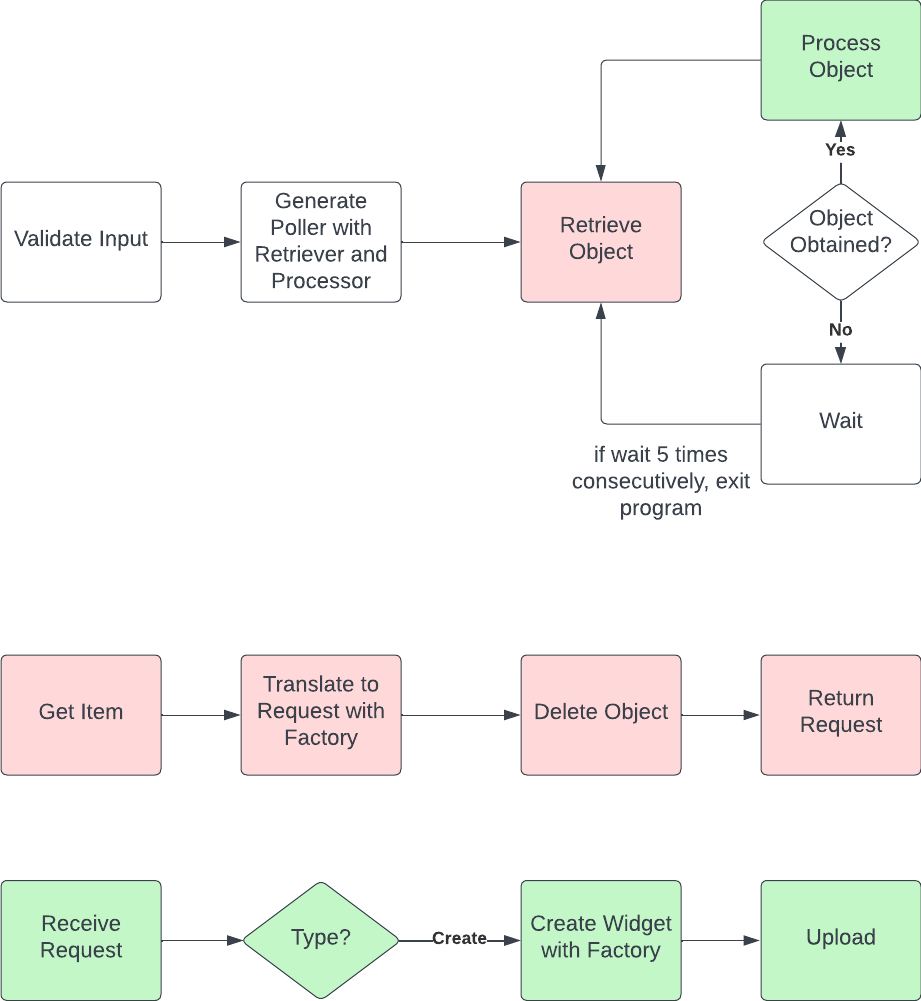 Process
Object
Yes
Validate Input
Generate
Poller with
Retriever and
Processor
Retrieve
Object
Object
Obtained?
No
Wait
if wait 5 times
consecutively, exit
program
Get Item
Translate to
Request with
Factory
Delete Object
Return
Request
Receive
Request
Type?
Create
Create Widget
with Factory
Upload